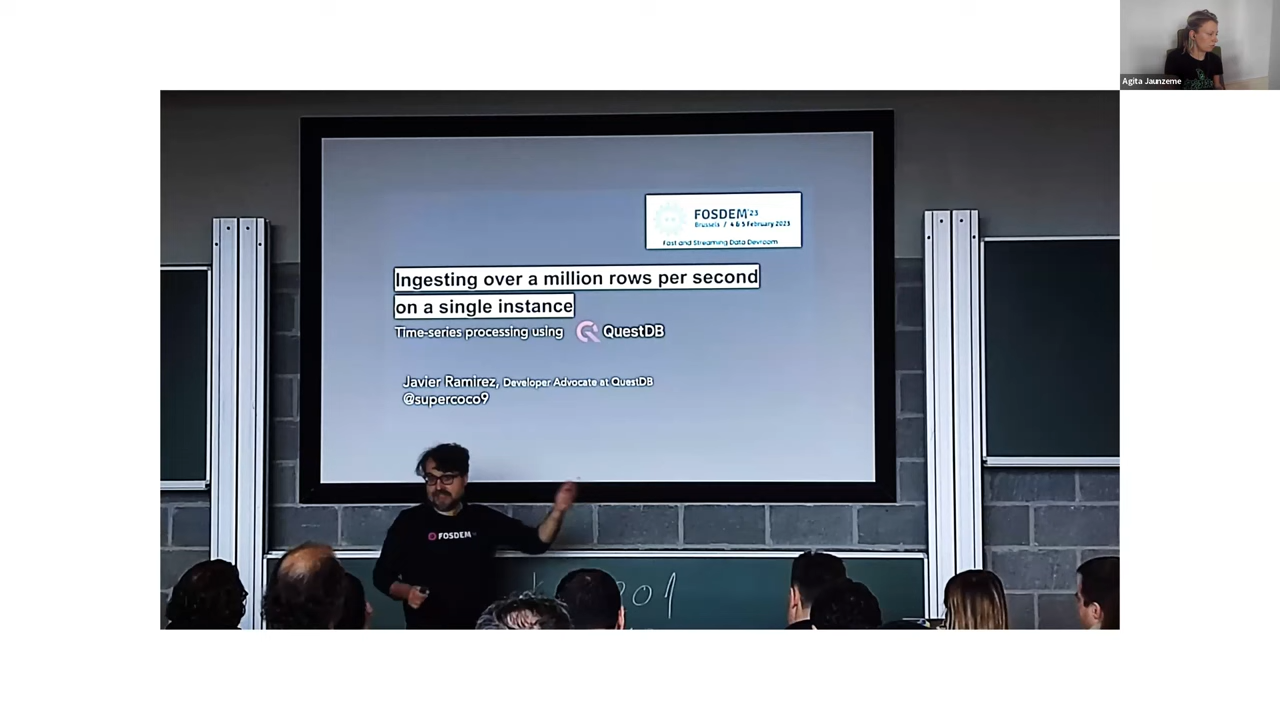 Agita Jaunzeme
FOSDEM'23
Brussels / 4 & 5 February 2023
Fast and Streaming Data Devroom
Ingesting over a million rows per second
on a single instance
Time-series processing using QuestDB
Javier Ramirez, Developer Advocate at QuestDB
@supercoco9
FOSDEM